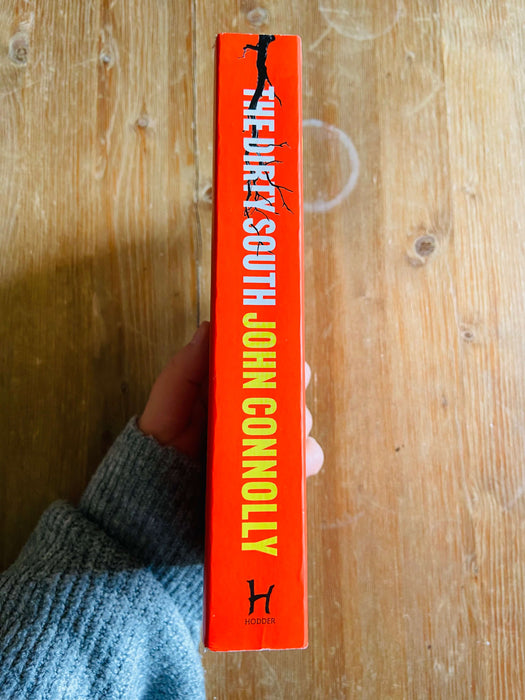 THE DIRTY SOUTH JOHN CONNOLLY
H
HODDER